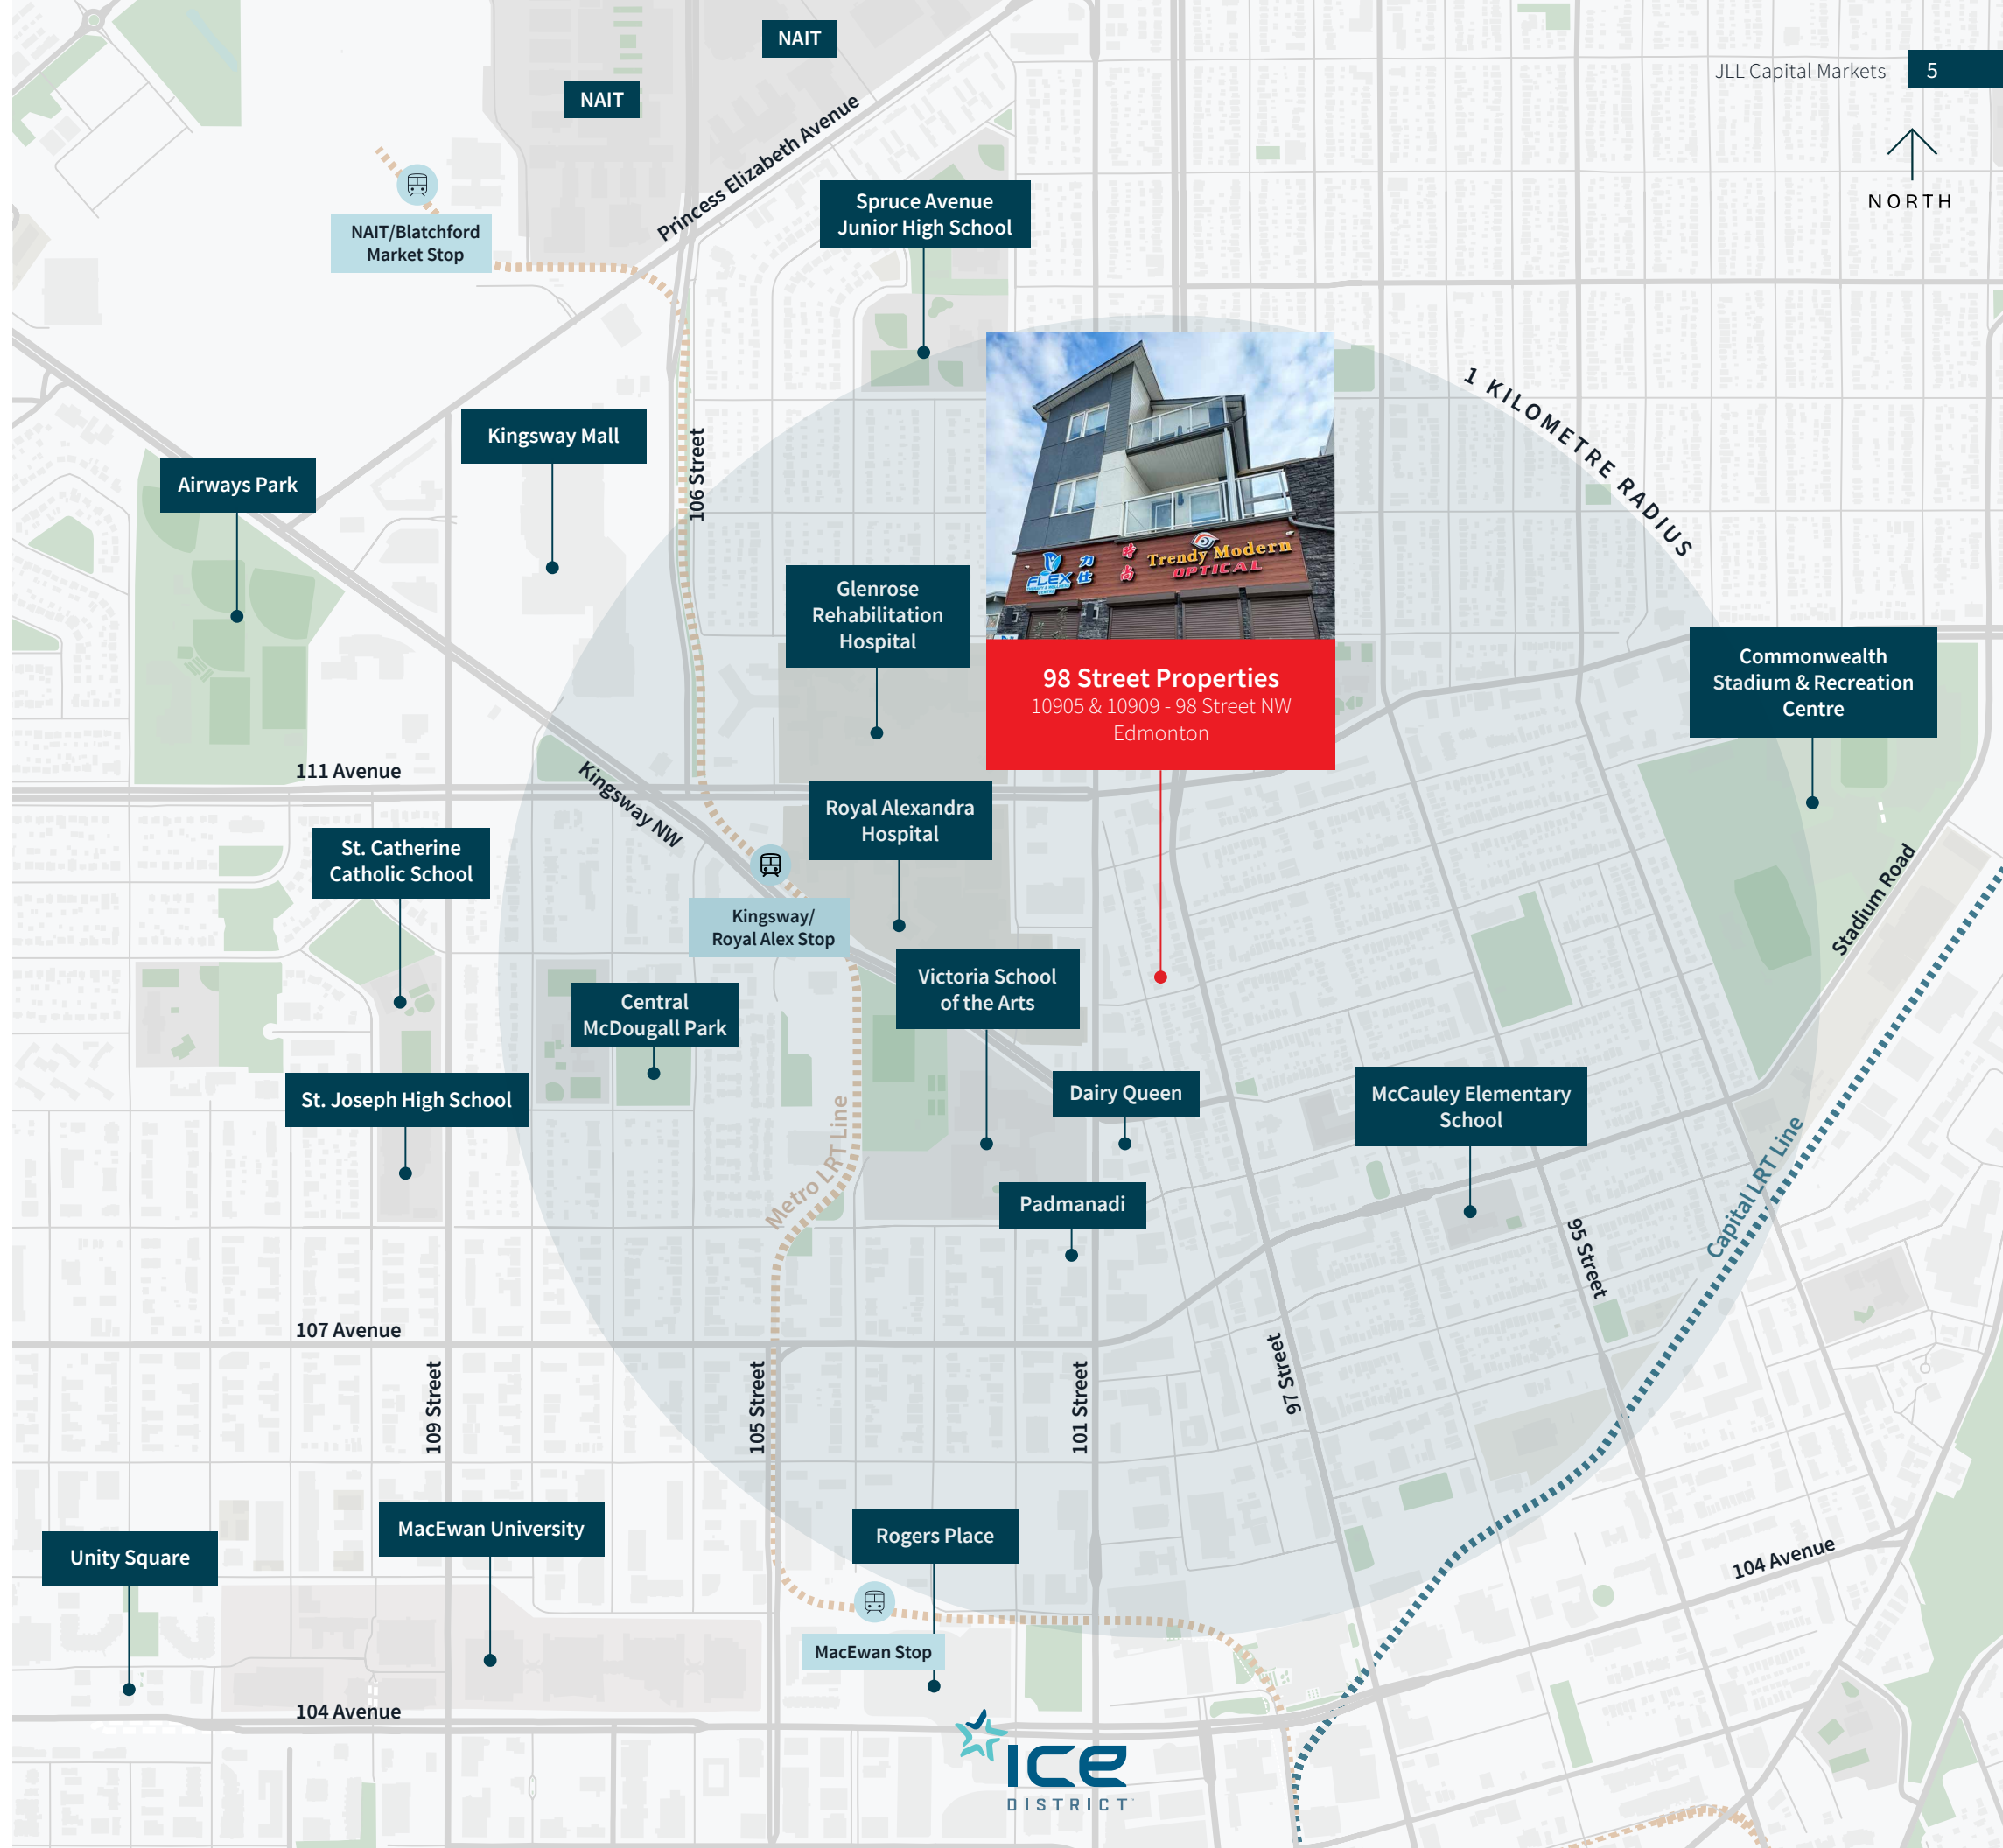 NAIT
JLL Capital Markets 5
NAIT
Princess Elizabeth Avenue
NORTH
Spruce Avenue
Junior High School
NAIT/Blatchford
Market Stop
1 KILOMETRE RADIUS
Kingsway Mall
106 Street
Airways Park
FLEX
力仕
時尚
Trendy Modern
OPTICAL
Glenrose
Rehabilitation
Hospital
98 Street Properties
10905 & 10909 - 98 Street NW
Edmonton
Commonwealth
Stadium & Recreation
Centre
111 Avenue
Kingsway NW
Royal Alexandra
Hospital
St. Catherine
Catholic School
Stadium Road
Kingsway/
Royal Alex Stop
Victoria School
of the Arts
Central
McDougall Park
Dairy Queen
McCauley Elementary
School
St. Joseph High School
Metro LRT Line
Capital LRT Line
Padmanadi
95 Street
107 Avenue
109 Street
105 Street
101 Street
97 Street
MacEwan University
Rogers Place
Unity Square
104 Avenue
MacEwan Stop
104 Avenue
ICE
DISTRICT